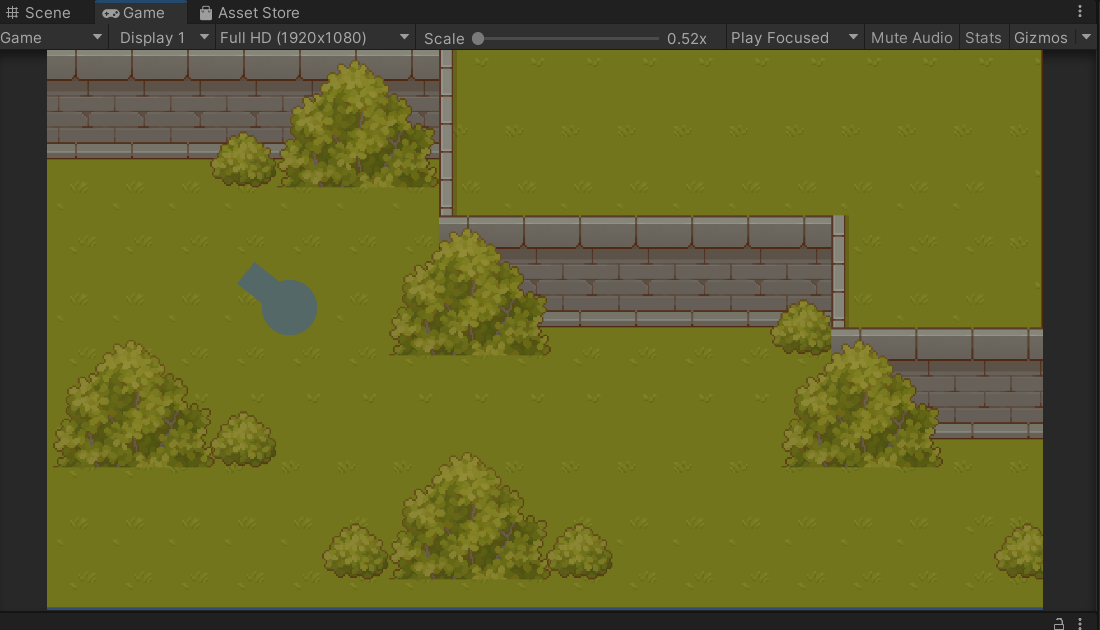 Scene Game Asset Store
Game Display 1 Full HD (1920x1080) Scale 0.52x Play Focused Mute Audio Stats Gizmos